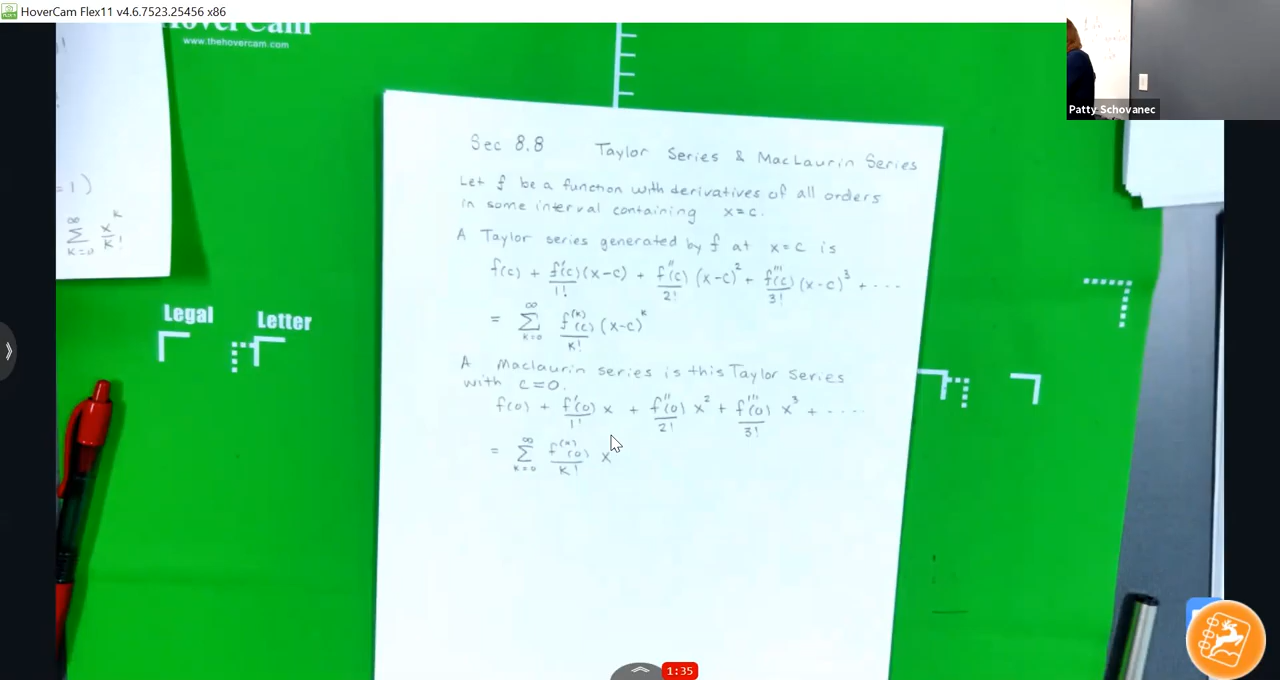 HoverCam Flex11 v4.6.7523.25456 x86
HoverCam
www.thehovercam.com
Patty Schovanec
=1)
∞
Σ x^k/k!
k=0
Legal
Letter
Sec 8.8 Taylor Series & MacLaurin Series
Let f be a function with derivatives of all orders
in some interval containing x=c.
A Taylor series generated by f at x=c is
f(c) + f'(c)/1! (x-c) + f''(c)/2! (x-c)^2 + f'''(c)/3! (x-c)^3 + ···
= Σ_{k=0}^{∞} f^(k)(c)/k! (x-c)^k
A Maclaurin series is this Taylor series
with c=0.
f(0) + f'(0)/1! x + f''(0)/2! x^2 + f'''(0)/3! x^3 + ····
= Σ_{k=0}^{∞} f^(k)(0)/k! x
1:35